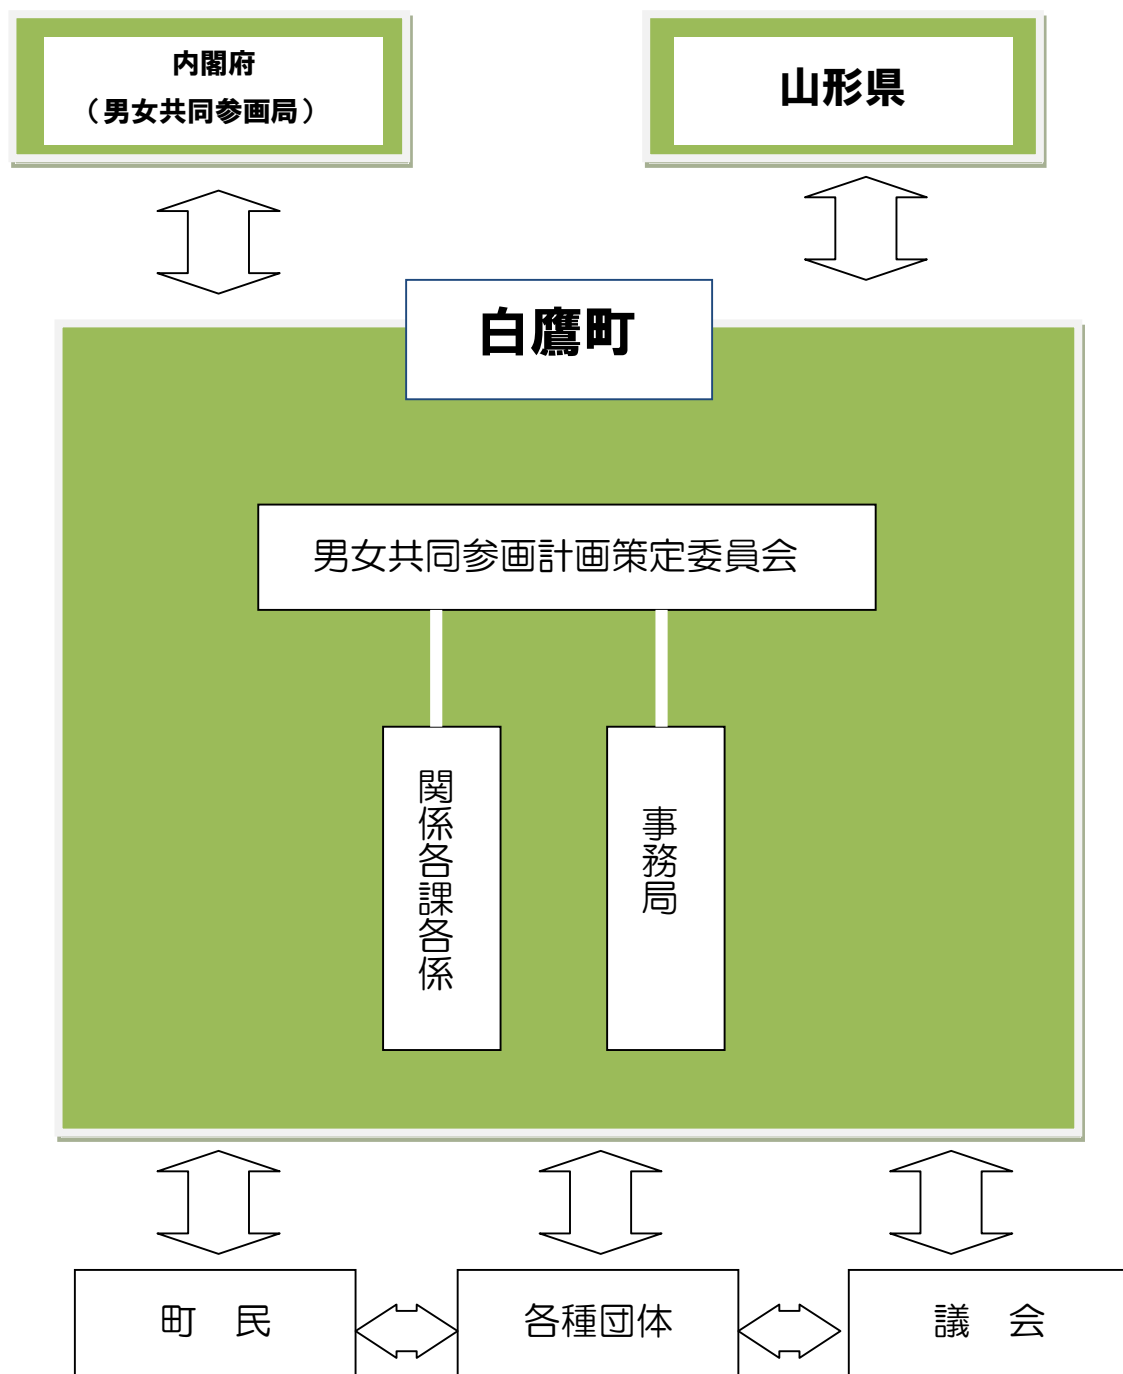 内閣府
（男女共同参画局）
山形県
白鷹町
男女共同参画計画策定委員会
関係各課各係
事務局
町　民
各種団体
議　会